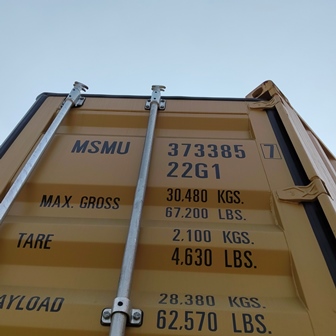 MSMU 373385 7
22G1
MAX. GROSS 30,480 KGS.
67,200 LBS.
TARE 2,100 KGS.
4,630 LBS.
AYLOAD 28,380 KGS.
62,570 LBS.